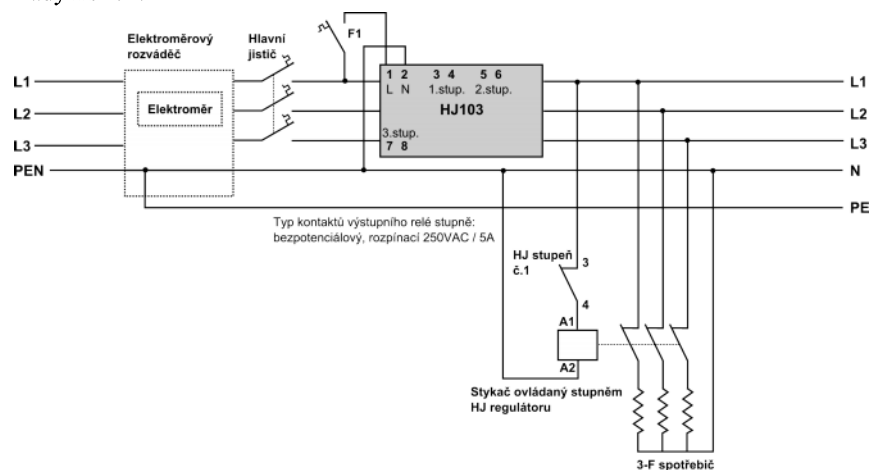 Elektroměrový
rozváděč
Hlavní
jistič
F1
L1
L2
L3
PEN
Elektroměr
1 2 3 4 5 6
L N 1.stup. 2.stup.
HJ103
3.stup.
7 8
L1
L2
L3
N
PE
Typ kontaktů výstupního relé stupně:
bezpotenciálový, rozpínací 250VAC / 5A
HJ stupeň
č.1
3
4
A1
A2
Stykač ovládaný stupněm
HJ regulátoru
3-F spotřebič